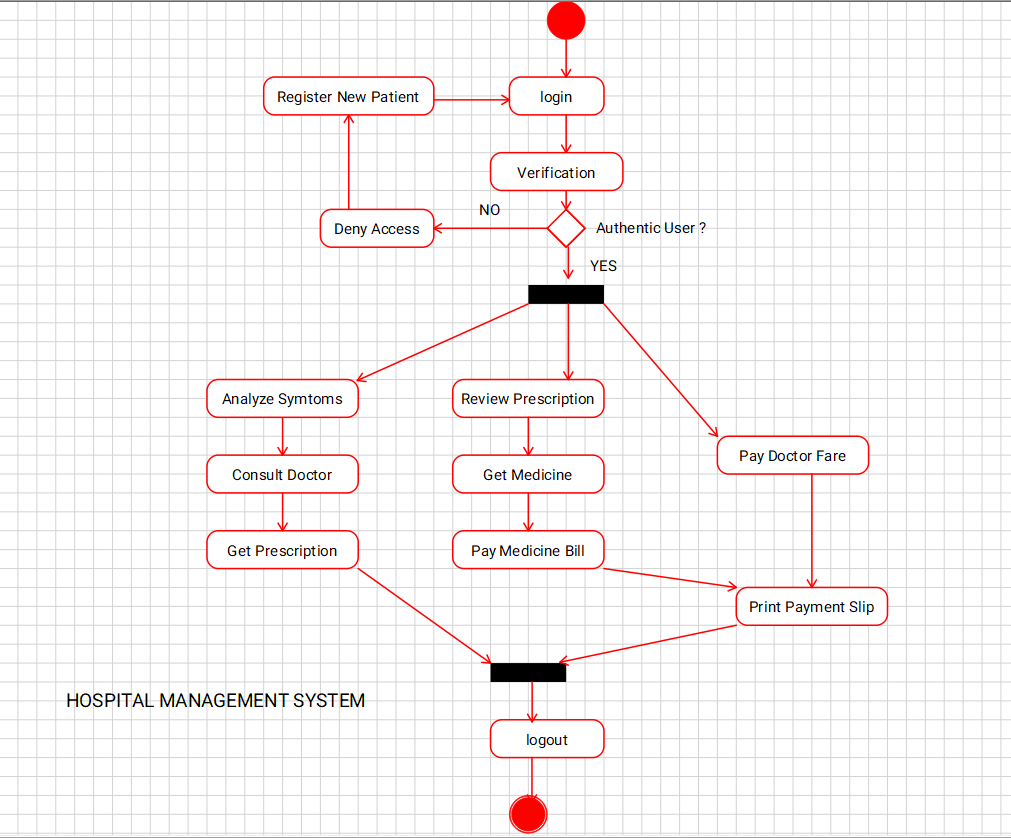 Register New Patient
login
Verification
NO
Deny Access
Authentic User ?
YES
Analyze Symtoms
Review Prescription
Pay Doctor Fare
Consult Doctor
Get Medicine
Get Prescription
Pay Medicine Bill
Print Payment Slip
HOSPITAL MANAGEMENT SYSTEM
logout